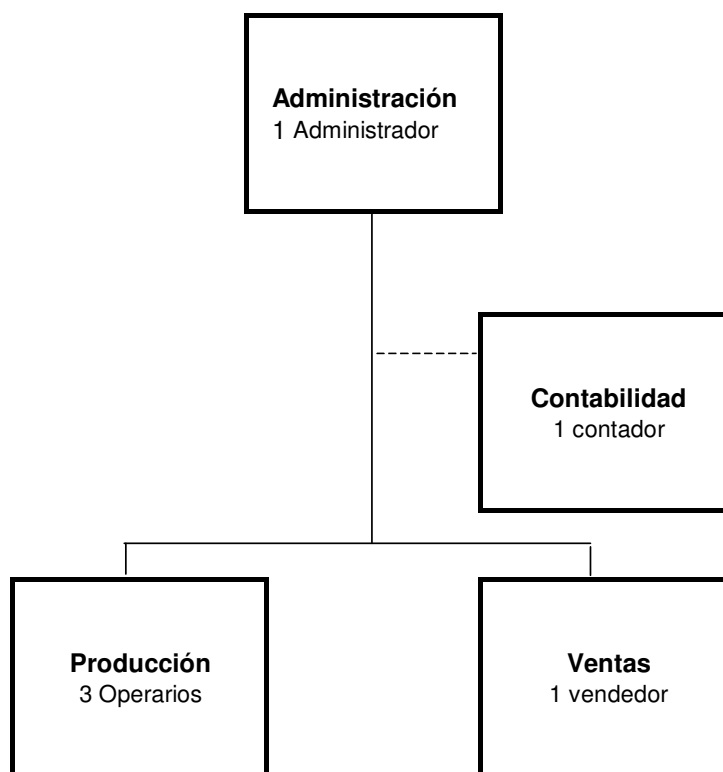 Administración
1 Administrador
Contabilidad
1 contador
Producción
3 Operarios
Ventas
1 vendedor